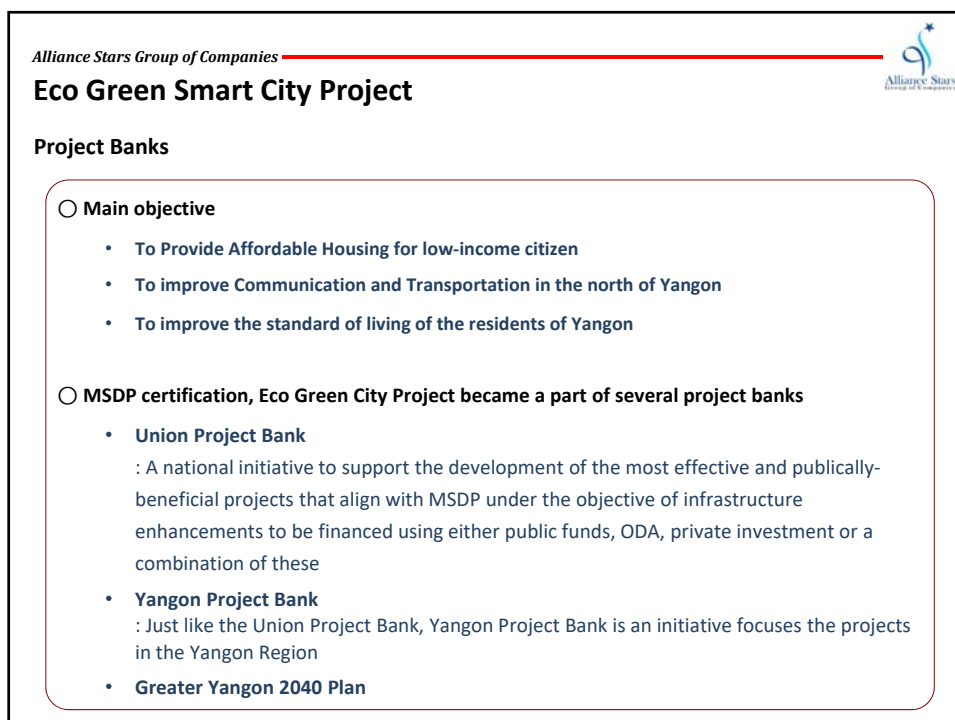 Alliance Stars Group of Companies
Alliance Stars
Group of Companies
Eco Green Smart City Project
Project Banks
○ Main objective
• To Provide Affordable Housing for low-income citizen
• To improve Communication and Transportation in the north of Yangon
• To improve the standard of living of the residents of Yangon
○ MSDP certification, Eco Green City Project became a part of several project banks
• Union Project Bank
: A national initiative to support the development of the most effective and publically-
beneficial projects that align with MSDP under the objective of infrastructure
enhancements to be financed using either public funds, ODA, private investment or a
combination of these
• Yangon Project Bank
: Just like the Union Project Bank, Yangon Project Bank is an initiative focuses the projects
in the Yangon Region
• Greater Yangon 2040 Plan